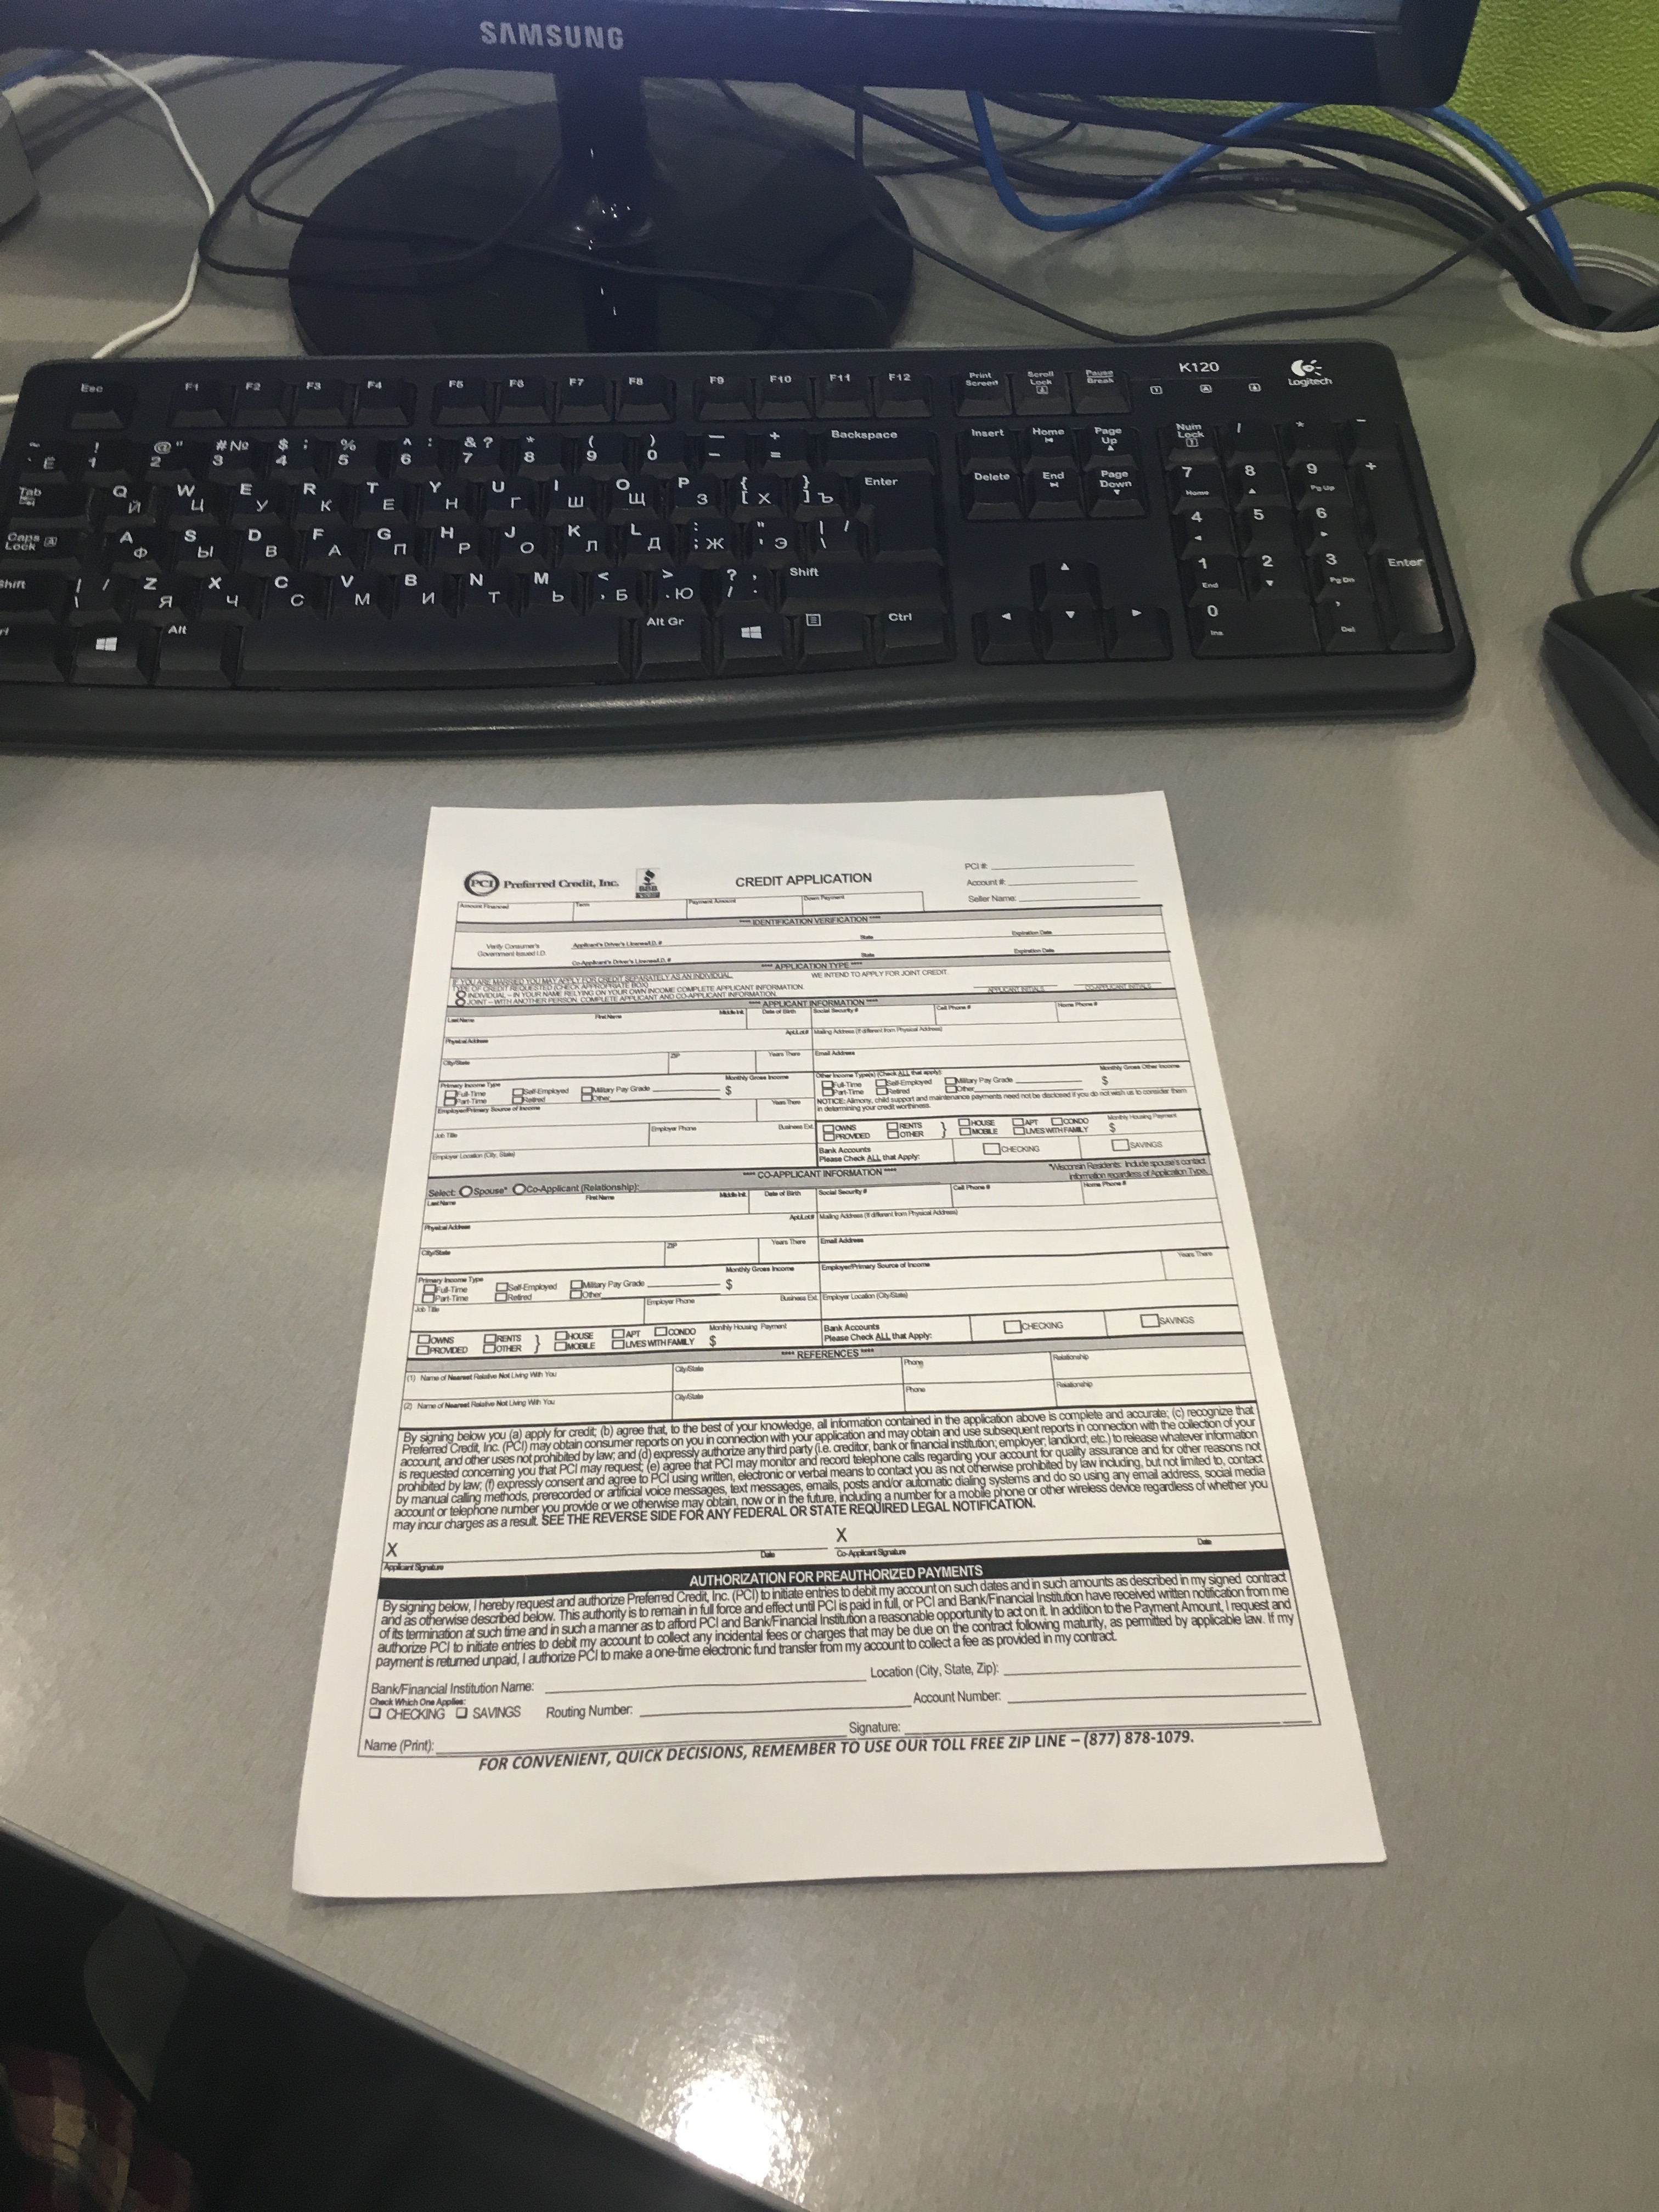 SAMSUNG
K120
Logitech
Esc F1 F2 F3 F4 F5 F6 F7 F8 F9 F10 F11 F12 Print Screen Scroll Lock Pause Break
~ ` Ё ! 1 @ " 2 # № 3 $ ; 4 % 5 ^ : 6 & ? 7 * 8 ( 9 ) 0 — - + = Backspace Insert Home Page Up Num Lock / * -
Tab Q Й W Ц E У R К T Е Y Н U Г I Ш O Щ P З { [ Х } ] Ъ Enter Delete End Page Down 7 Home 8 9 Pg Up +
Caps Lock A Ф S Ы D В F А G П H Р J О K Л L Д : ; Ж " ' Э | \ / 4 5 6
Shift | \ / Z Я X Ч C С V М B И N Т M Ь < , Б > . Ю ? / , . Shift 1 End 2 3 Pg Dn Enter
Alt Alt Gr Ctrl 0 Ins , Del
PCI Preferred Credit, Inc. BBB CREDIT APPLICATION
PCI #:
Account #:
Seller Name:
Amount Financed Term Payment Amount Down Payment
**** IDENTIFICATION VERIFICATION ****
Verify Consumer's
Government Issued I.D.
Applicant's Driver's License/I.D. # State Expiration Date
Co-Applicant's Driver's License/I.D. # State Expiration Date
**** APPLICATION TYPE ****
IF YOU ARE MARRIED YOU MAY APPLY FOR CREDIT SEPARATELY AS AN INDIVIDUAL. WE INTEND TO APPLY FOR JOINT CREDIT.
TYPE OF CREDIT REQUESTED (CHECK APPROPRIATE BOX)
INDIVIDUAL – IN YOUR NAME RELYING ON YOUR OWN INCOME COMPLETE APPLICANT INFORMATION.
JOINT – WITH ANOTHER PERSON. COMPLETE APPLICANT AND CO-APPLICANT INFORMATION.
APPLICANT INITIALS CO-APPLICANT INITIALS
**** APPLICANT INFORMATION ****
Last Name First Name Middle Init. Date of Birth Social Security # Cell Phone # Home Phone #
Physical Address Apt/Lot# Mailing Address (If different from Physical Address)
City/State ZIP Years There Email Address
Primary Income Type Monthly Gross Income Other Income Type(s) (Check ALL that apply): Monthly Gross Other Income
Full-Time Self-Employed Military Pay Grade $ Full-Time Self-Employed Military Pay Grade $
Part-Time Retired Other Part-Time Retired Other
Employer/Primary Source of Income Years There NOTICE: Alimony, child support and maintenance payments need not be disclosed if you do not wish us to consider them
in determining your credit worthiness.
Job Title Employer Phone Business Ext. OWNS RENTS } HOUSE APT CONDO Monthly Housing Payment
PROVIDED OTHER MOBILE LIVES WITH FAMILY $
Employer Location (City, State) Bank Accounts
Please Check ALL that Apply: CHECKING SAVINGS
**** CO-APPLICANT INFORMATION **** *Wisconsin Residents: Include spouse's contact
information regardless of Application Type.
Select: Spouse* Co-Applicant (Relationship):
Last Name First Name Middle Init. Date of Birth Social Security # Cell Phone # Home Phone #
Physical Address Apt/Lot# Mailing Address (If different from Physical Address)
City/State ZIP Years There Email Address
Primary Income Type Monthly Gross Income Employer/Primary Source of Income Years There
Full-Time Self-Employed Military Pay Grade $
Part-Time Retired Other
Job Title Employer Phone Business Ext. Employer Location (City/State)
OWNS RENTS } HOUSE APT CONDO Monthly Housing Payment Bank Accounts CHECKING SAVINGS
PROVIDED OTHER MOBILE LIVES WITH FAMILY $ Please Check ALL that Apply:
**** REFERENCES ****
(1) Name of Nearest Relative Not Living With You City/State Phone Relationship
(2) Name of Nearest Relative Not Living With You City/State Phone Relationship
By signing below you (a) apply for credit; (b) agree that, to the best of your knowledge, all information contained in the application above is complete and accurate; (c) recognize that
Preferred Credit, Inc. (PCI) may obtain consumer reports on you in connection with your application and may obtain and use subsequent reports in connection with the collection of your
account, and other uses not prohibited by law; and (d) expressly authorize any third party (i.e. creditor, bank or financial institution; employer; landlord; etc.) to release whatever information
is requested concerning you that PCI may request; (e) agree that PCI may monitor and record telephone calls regarding your account for quality assurance and for other reasons not
prohibited by law; (f) expressly consent and agree to PCI using written, electronic or verbal means to contact you as not otherwise prohibited by law including, but not limited to, contact
by manual calling methods, prerecorded or artificial voice messages, text messages, emails, posts and/or automatic dialing systems and do so using any email address, social media
account or telephone number you provide or we otherwise may obtain, now or in the future, including a number for a mobile phone or other wireless device regardless of whether you
may incur charges as a result. SEE THE REVERSE SIDE FOR ANY FEDERAL OR STATE REQUIRED LEGAL NOTIFICATION.
X X
Applicant Signature Date Co-Applicant Signature Date
AUTHORIZATION FOR PREAUTHORIZED PAYMENTS
By signing below, I hereby request and authorize Preferred Credit, Inc. (PCI) to initiate entries to debit my account on such dates and in such amounts as described in my signed contract
and as otherwise described below. This authority is to remain in full force and effect until PCI is paid in full, or PCI and Bank/Financial Institution have received written notification from me
of its termination at such time and in such a manner as to afford PCI and Bank/Financial Institution a reasonable opportunity to act on it. In addition to the Payment Amount, I request and
authorize PCI to initiate entries to debit my account to collect any incidental fees or charges that may be due on the contract following maturity, as permitted by applicable law. If my
payment is returned unpaid, I authorize PCI to make a one-time electronic fund transfer from my account to collect a fee as provided in my contract.
Bank/Financial Institution Name: Location (City, State, Zip):
Check Which One Applies:
CHECKING SAVINGS Routing Number: Account Number:
Name (Print): Signature:
FOR CONVENIENT, QUICK DECISIONS, REMEMBER TO USE OUR TOLL FREE ZIP LINE – (877) 878-1079.